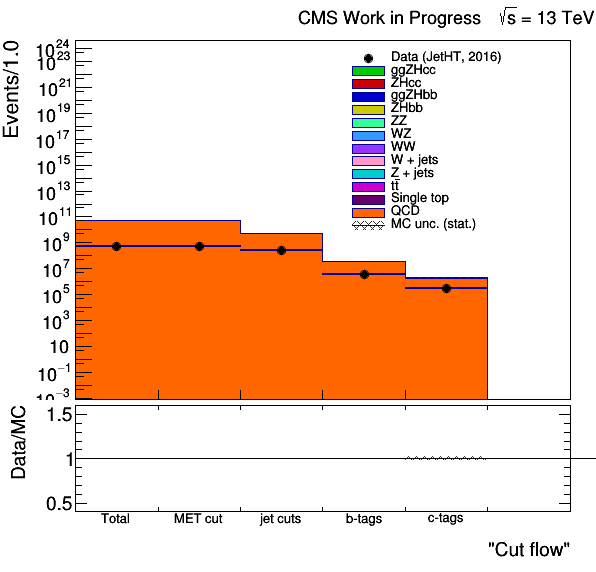 CMS Work in Progress √s = 13 TeV
Events/1.0
10^24
10^23
10^21
10^19
10^17
10^15
10^13
10^11
10^9
10^7
10^5
10^3
10
10^−1
10^−3
Data (JetHT, 2016)
ggZHcc
ZHcc
ggZHbb
ZHbb
ZZ
WZ
WW
W + jets
Z + jets
tt̄
Single top
QCD
MC unc. (stat.)
Data/MC
1.5
1
0.5
Total MET cut jet cuts b-tags c-tags
"Cut flow"